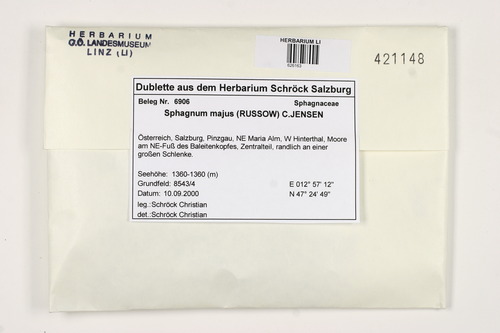 HERBARIUM
O.Ö. LANDESMUSEUM
LINZ (LI)
HERBARIUM LI
421148
Dublette aus dem Herbarium Schröck Salzburg
Beleg Nr. 6906 Sphagnaceae
Sphagnum majus (RUSSOW) C.JENSEN
Österreich, Salzburg, Pinzgau, NE Maria Alm, W Hinterthal, Moore
am NE-Fuß des Baleitenkopfes, Zentralteil, randlich an einer
großen Schlenke.
Seehöhe: 1360-1360 (m)
Grundfeld: 8543/4 E 012° 57' 12"
Datum: 10.09.2000 N 47° 24' 49"
leg.:Schröck Christian
det.:Schröck Christian